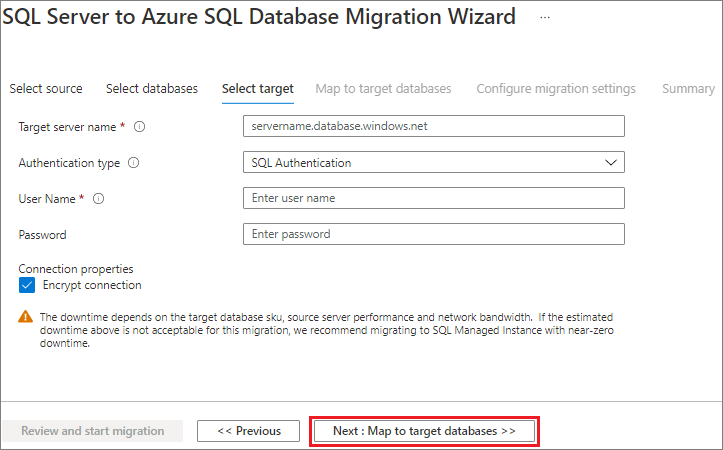 SQL Server to Azure SQL Database Migration Wizard ...
Select source Select databases Select target Map to target databases Configure migration settings Summary
Target server name * servername.database.windows.net
Authentication type SQL Authentication
User Name * Enter user name
Password Enter password
Connection properties
Encrypt connection
The downtime depends on the target database sku, source server performance and network bandwidth. If the estimated
downtime above is not acceptable for this migration, we recommend migrating to SQL Managed Instance with near-zero
downtime.
Review and start migration << Previous Next : Map to target databases >>